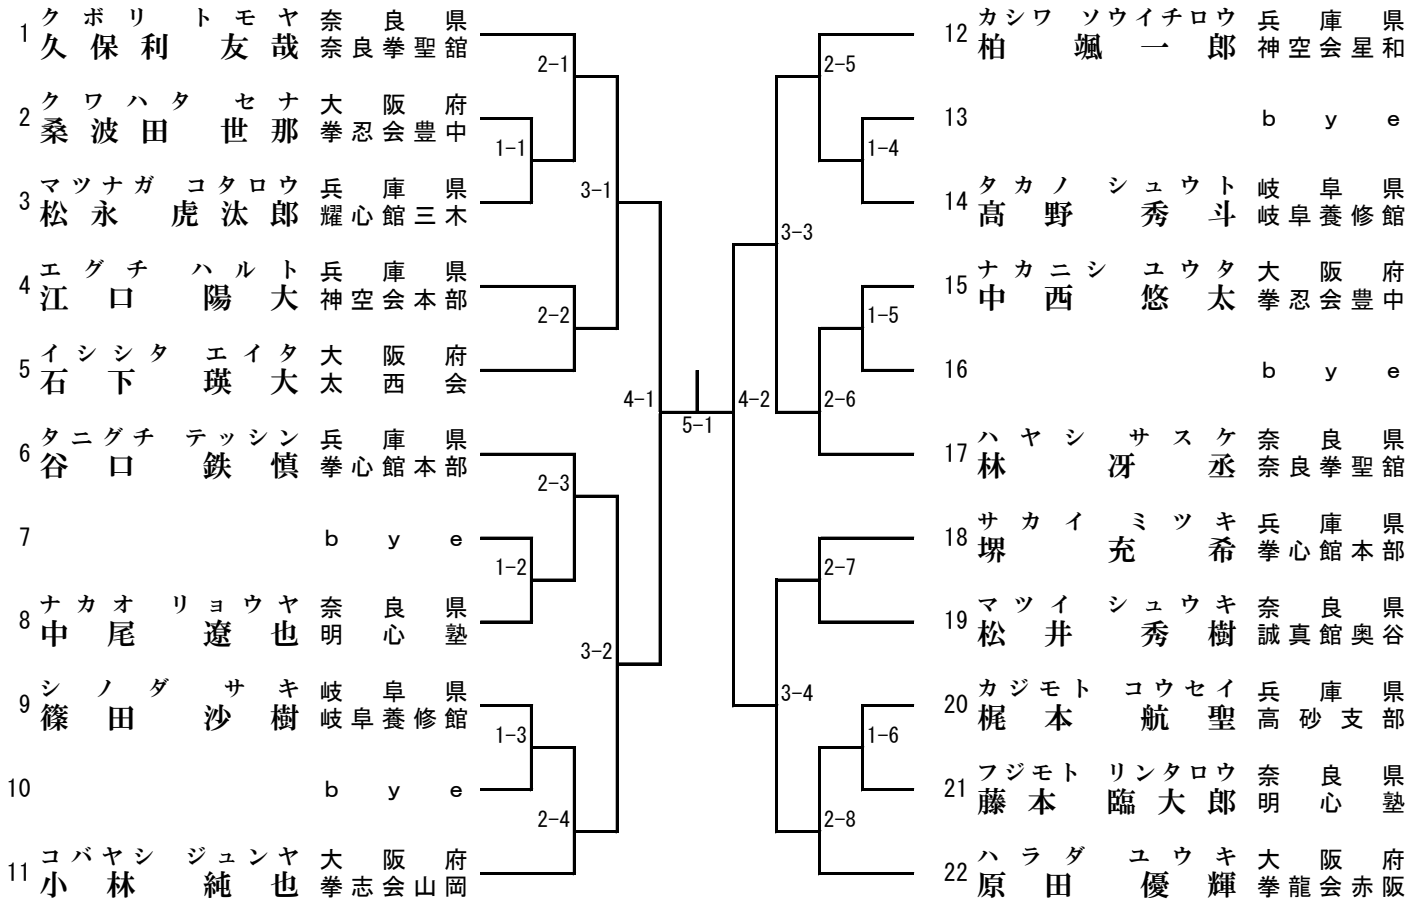 クボリ トモヤ 奈良県
1 久保利 友哉 奈良拳聖舘
クワハタ セナ 大阪府
2 桑波田 世那 拳忍会豊中
マツナガ コタロウ 兵庫県
3 松永 虎汰郎 耀心館三木
エグチ ハルト 兵庫県
4 江口 陽大 神空会本部
イシシタ エイタ 大阪府
5 石下 瑛大 太西会
タニグチ テッシン 兵庫県
6 谷口 鉄慎 拳心館本部
7 bye
ナカオ リョウヤ 奈良県
8 中尾 遼也 明心塾
シノダ サキ 岐阜県
9 篠田 沙樹 岐阜養修館
10 bye
コバヤシ ジュンヤ 大阪府
11 小林 純也 拳志会山岡
2-1
1-1
3-1
2-2
4-1
2-3
1-2
3-2
1-3
2-4
5-1
2-5
1-4
3-3
1-5
4-2
2-6
2-7
3-4
1-6
2-8
カシワ ソウイチロウ 兵庫県
12 柏 颯一郎 神空会星和
13 bye
タカノ シュウト 岐阜県
14 髙野 秀斗 岐阜養修館
ナカニシ ユウタ 大阪府
15 中西 悠太 拳忍会豊中
16 bye
ハヤシ サスケ 奈良県
17 林 冴丞 奈良拳聖舘
サカイ ミツキ 兵庫県
18 堺 充希 拳心館本部
マツイ シュウキ 奈良県
19 松井 秀樹 誠真館奥谷
カジモト コウセイ 兵庫県
20 梶本 航聖 高砂支部
フジモト リンタロウ 奈良県
21 藤本 臨大郎 明心塾
ハラダ ユウキ 大阪府
22 原田 優輝 拳龍会赤阪